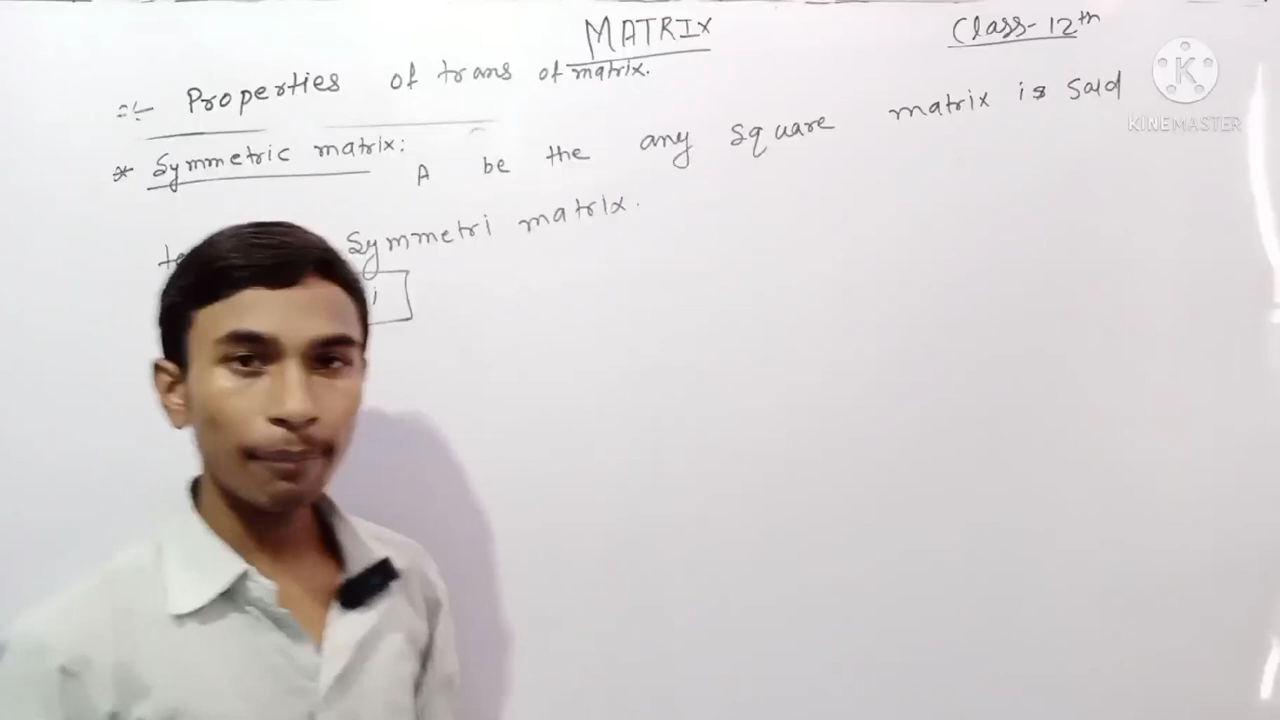 MATRIX
Class-12th
:- Properties of trans of matrix.
* Symmetric matrix:
A be the any square matrix is said
Symmetri matrix.
K
KINEMASTER